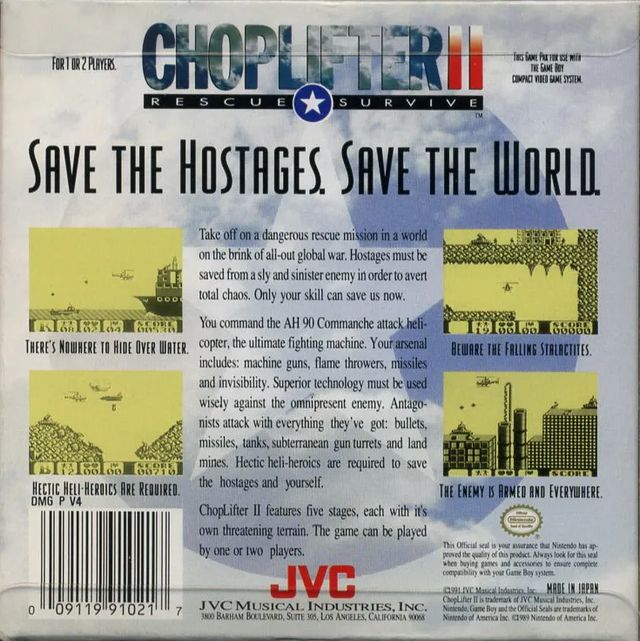 FOR 1 OR 2 PLAYERS.
CHOPLIFTER II
RESCUE SURVIVE
TM
THIS GAME PAK FOR USE WITH
THE GAME BOY
COMPACT VIDEO GAME SYSTEM.
SAVE THE HOSTAGES. SAVE THE WORLD.
Take off on a dangerous rescue mission in a world
on the brink of all-out global war. Hostages must be
saved from a sly and sinister enemy in order to avert
total chaos. Only your skill can save us now.
You command the AH 90 Commanche attack heli-
copter, the ultimate fighting machine. Your arsenal
includes: machine guns, flame throwers, missiles
and invisibility. Superior technology must be used
wisely against the omnipresent enemy. Antago-
nists attack with everything they've got: bullets,
missiles, tanks, subterranean gun turrets and land
mines. Hectic heli-heroics are required to save
the hostages and yourself.
ChopLifter II features five stages, each with it's
own threatening terrain. The game can be played
by one or two players.
SCORE
THERE'S NOWHERE TO HIDE OVER WATER.
SCORE
HECTIC HELI-HEROICS ARE REQUIRED.
SCORE
BEWARE THE FALLING STALACTITES.
SCORE
THE ENEMY IS ARMED AND EVERYWHERE.
DMG P V4
0 09119 91021 7
JVC
JVC MUSICAL INDUSTRIES, INC.
3800 BARHAM BOULEVARD, SUITE 305, LOS ANGELES, CALIFORNIA 90068
Official
Nintendo
Seal of Quality
This Official seal is your assurance that Nintendo has ap-
proved the quality of this product. Always look for this seal
when buying games and accessories to ensure complete
compatibility with your Game Boy system.
©1991 JVC Musical Industries, Inc. MADE IN JAPAN
ChopLifter II is a trademark of JVC Musical Industries, Inc.
Nintendo, Game Boy and the Official Seals are trademarks of
Nintendo of America Inc. ©1989 Nintendo of America Inc.